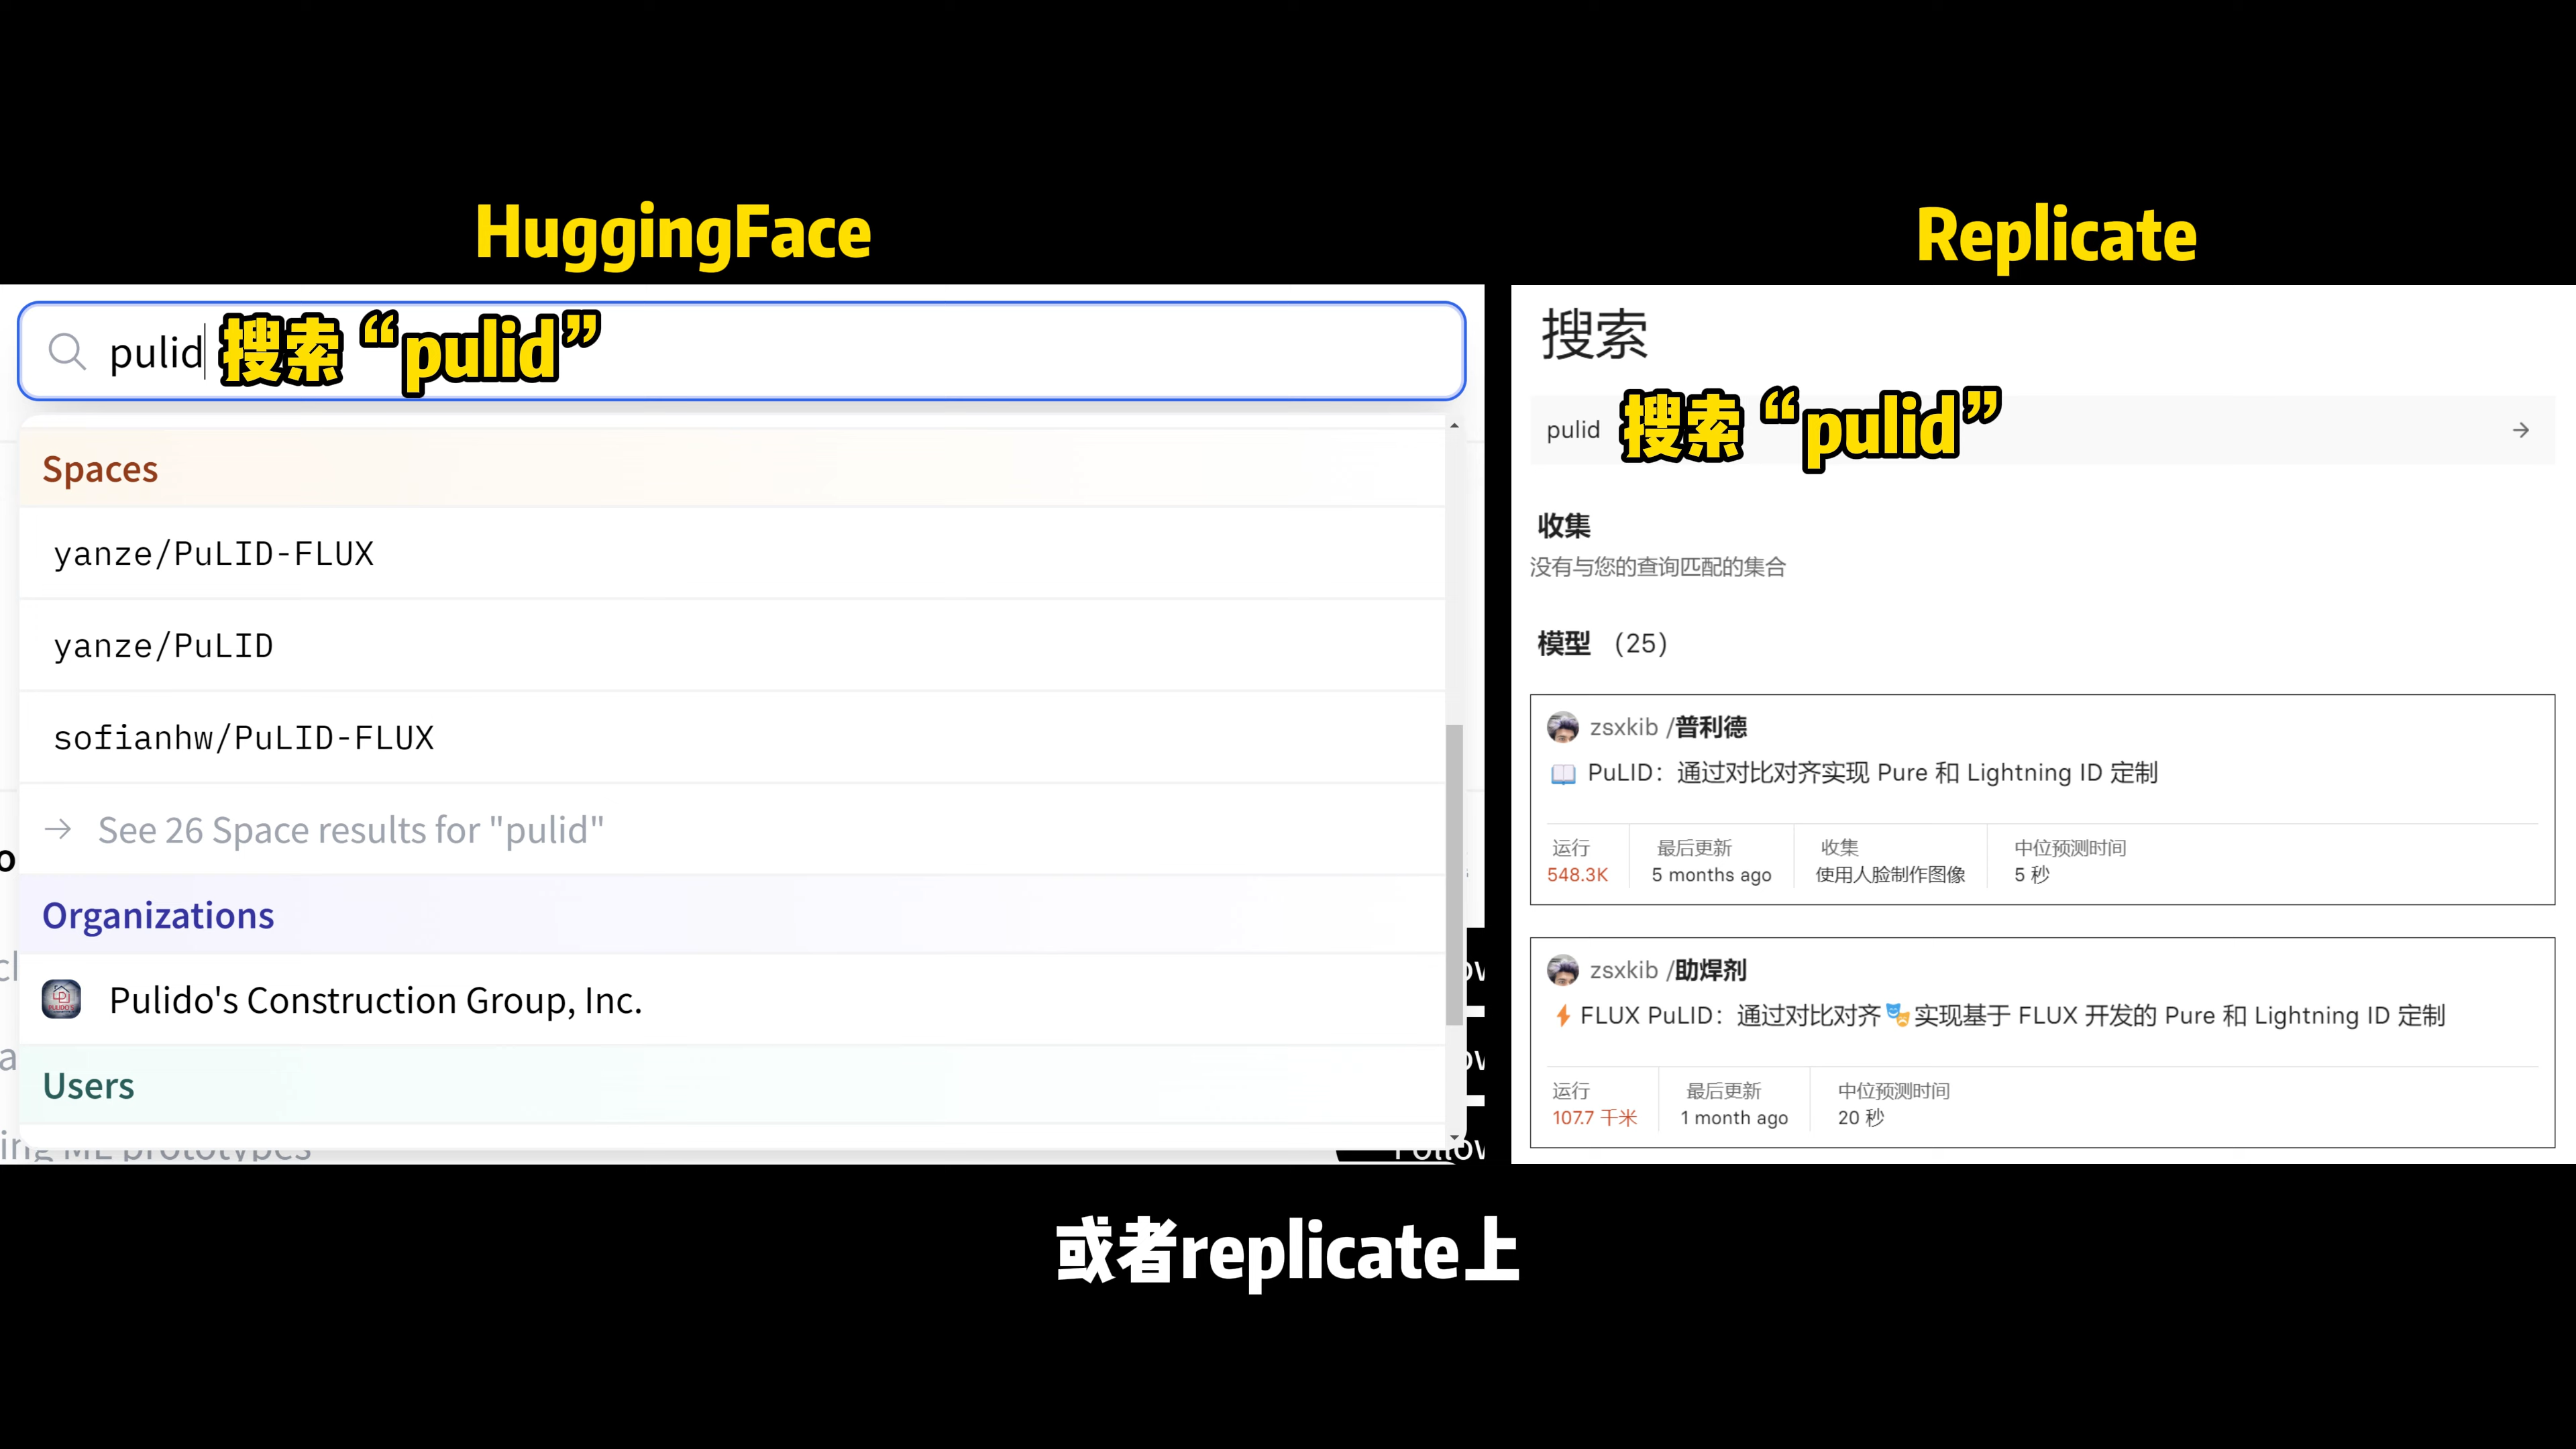 HuggingFace
pulid 搜索“pulid”
Spaces
yanze/PuLID-FLUX
yanze/PuLID
sofianhw/PuLID-FLUX
→ See 26 Space results for "pulid"
Organizations
Pulido's Construction Group, Inc.
Users
ing ML prototypes
Replicate
搜索
pulid 搜索“pulid” →
收集
没有与您的查询匹配的集合
模型 (25)
zsxkib /普利德
PuLID：通过对比对齐实现 Pure 和 Lightning ID 定制
运行 最后更新 收集 中位预测时间
548.3K 5 months ago 使用人脸制作图像 5 秒
zsxkib /助焊剂
FLUX PuLID：通过对比对齐🎭实现基于 FLUX 开发的 Pure 和 Lightning ID 定制
运行 最后更新 中位预测时间
107.7 千米 1 month ago 20 秒
或者replicate上